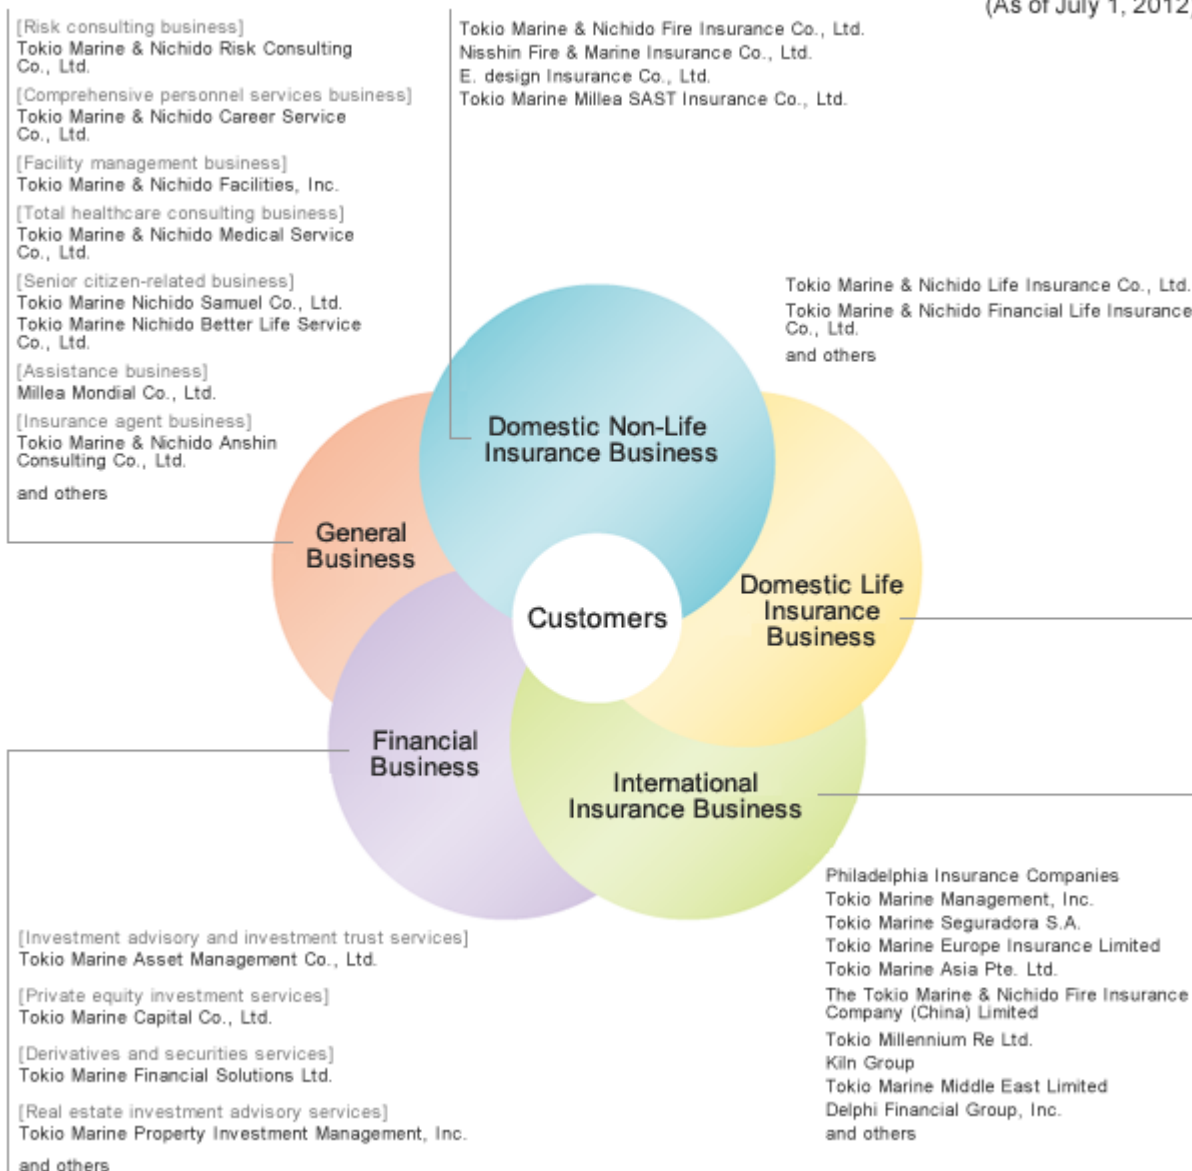 (As of July 1, 2012)
[Risk consulting business]
Tokio Marine & Nichido Risk Consulting
Co., Ltd.
[Comprehensive personnel services business]
Tokio Marine & Nichido Career Service
Co., Ltd.
[Facility management business]
Tokio Marine & Nichido Facilities, Inc.
[Total healthcare consulting business]
Tokio Marine & Nichido Medical Service
Co., Ltd.
[Senior citizen-related business]
Tokio Marine Nichido Samuel Co., Ltd.
Tokio Marine Nichido Better Life Service
Co., Ltd.
[Assistance business]
Millea Mondial Co., Ltd.
[Insurance agent business]
Tokio Marine & Nichido Anshin
Consulting Co., Ltd.
and others
Tokio Marine & Nichido Fire Insurance Co., Ltd.
Nisshin Fire & Marine Insurance Co., Ltd.
E. design Insurance Co., Ltd.
Tokio Marine Millea SAST Insurance Co., Ltd.
Tokio Marine & Nichido Life Insurance Co., Ltd.
Tokio Marine & Nichido Financial Life Insurance
Co., Ltd.
and others
Domestic Non-Life
Insurance Business
General
Business
Customers
Domestic Life
Insurance
Business
Financial
Business
International
Insurance Business
[Investment advisory and investment trust services]
Tokio Marine Asset Management Co., Ltd.
[Private equity investment services]
Tokio Marine Capital Co., Ltd.
[Derivatives and securities services]
Tokio Marine Financial Solutions Ltd.
[Real estate investment advisory services]
Tokio Marine Property Investment Management, Inc.
and others
Philadelphia Insurance Companies
Tokio Marine Management, Inc.
Tokio Marine Seguradora S.A.
Tokio Marine Europe Insurance Limited
Tokio Marine Asia Pte. Ltd.
The Tokio Marine & Nichido Fire Insurance
Company (China) Limited
Tokio Millennium Re Ltd.
Kiln Group
Tokio Marine Middle East Limited
Delphi Financial Group, Inc.
and others